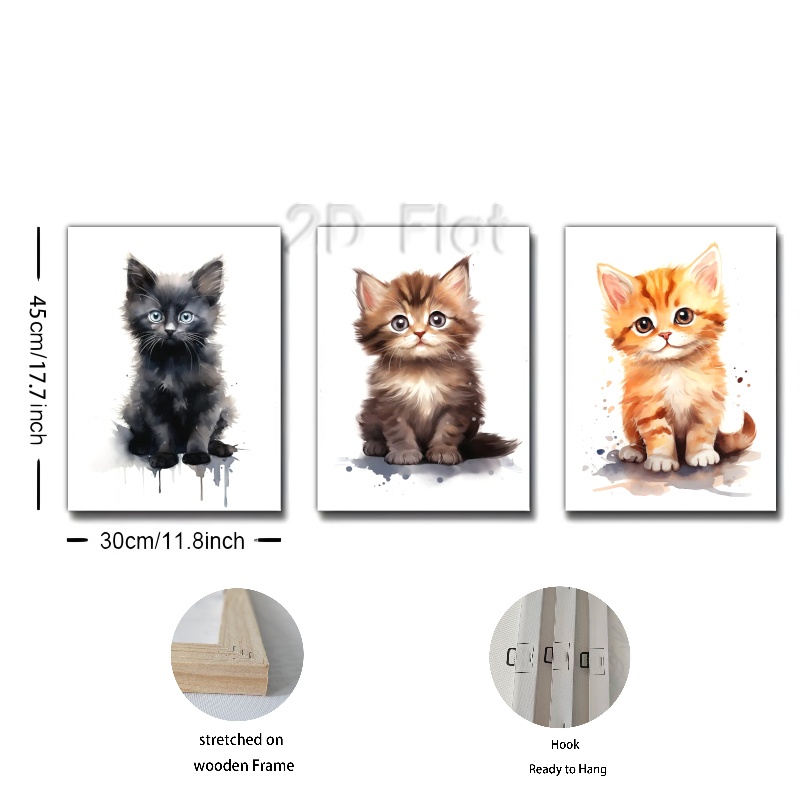 2D Flat
45cm/17.7inch
30cm/11.8inch
stretched on
wooden Frame
Hook
Ready to Hang